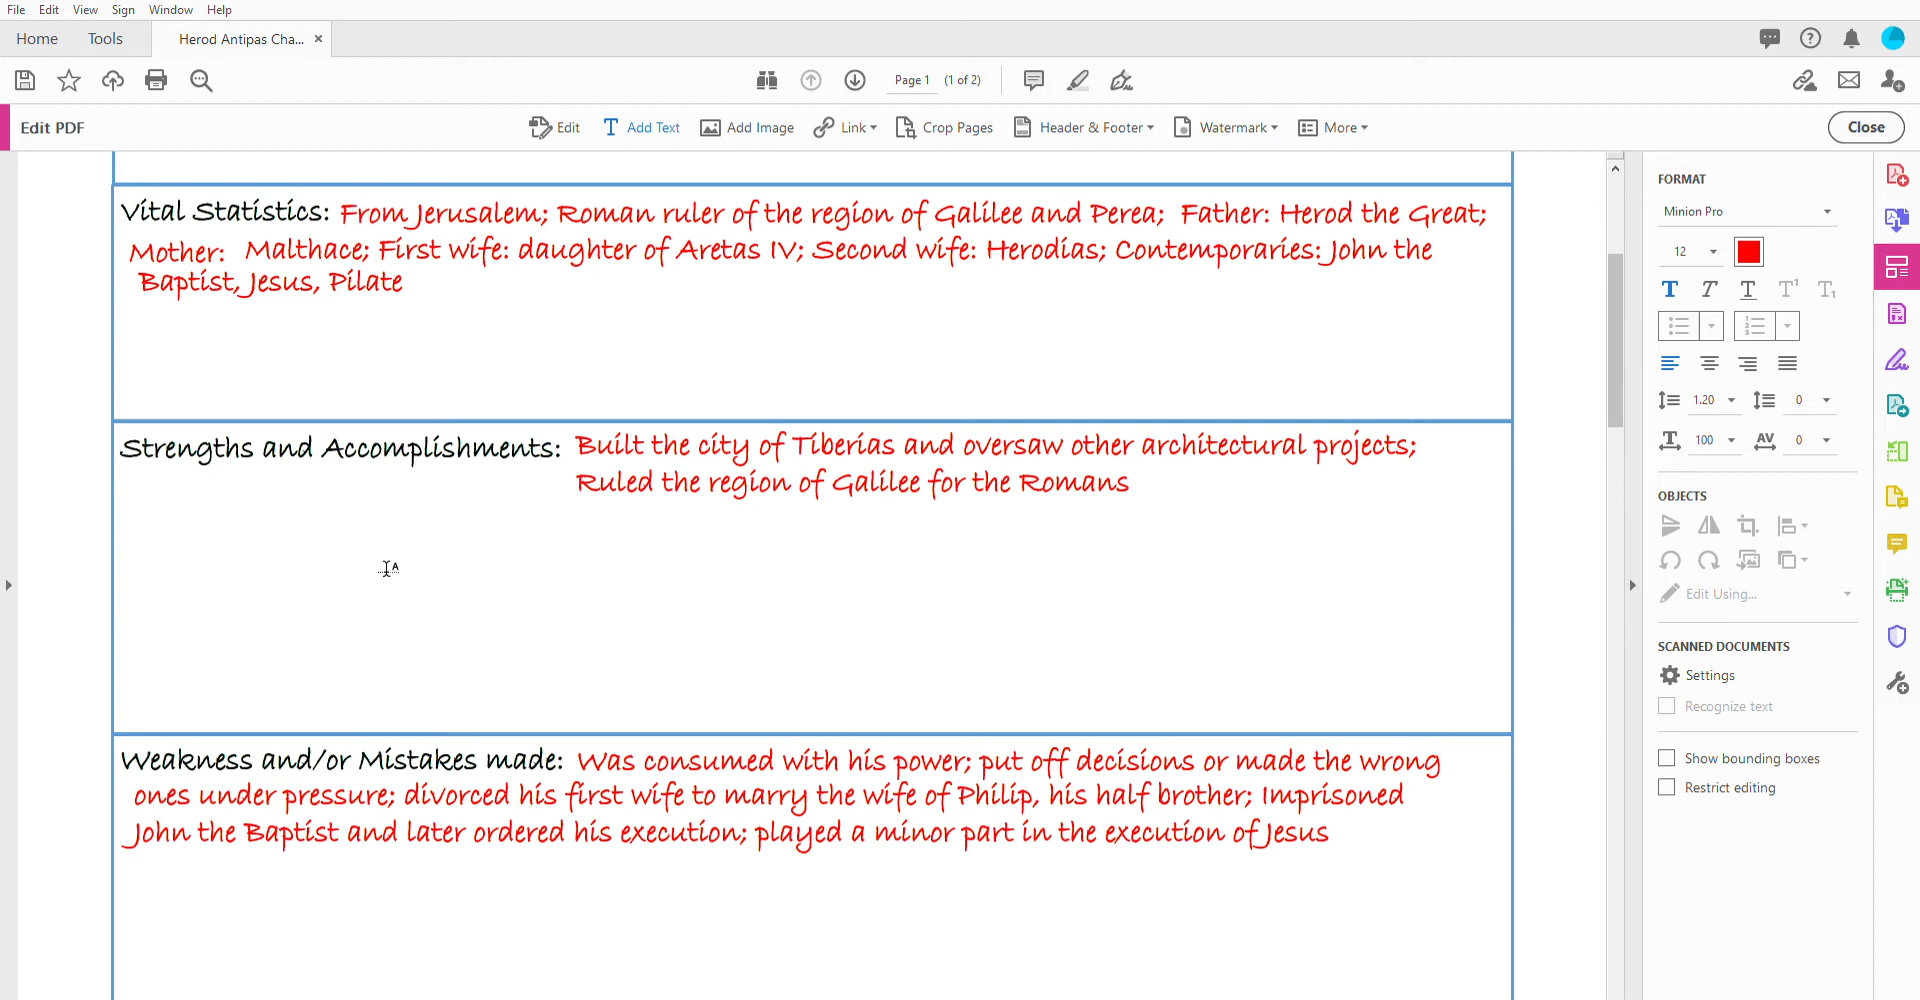 File Edit View Sign Window Help
Home Tools Herod Antipas Cha... ×
Page 1 (1 of 2)
Edit PDF Edit Add Text Add Image Link Crop Pages Header & Footer Watermark More Close
Vital Statistics: From Jerusalem; Roman ruler of the region of Galilee and Perea; Father: Herod the Great;
Mother: Malthace; First wife: daughter of Aretas IV; Second wife: Herodias; Contemporaries: John the
Baptist, Jesus, Pilate
Strengths and Accomplishments: Built the city of Tiberias and oversaw other architectural projects;
Ruled the region of Galilee for the Romans
Weakness and/or Mistakes made: Was consumed with his power; put off decisions or made the wrong
ones under pressure; divorced his first wife to marry the wife of Philip, his half brother; Imprisoned
John the Baptist and later ordered his execution; played a minor part in the execution of Jesus
FORMAT
Minion Pro
12
1.20 0
100 0
OBJECTS
Edit Using...
SCANNED DOCUMENTS
Settings
Recognize text
Show bounding boxes
Restrict editing